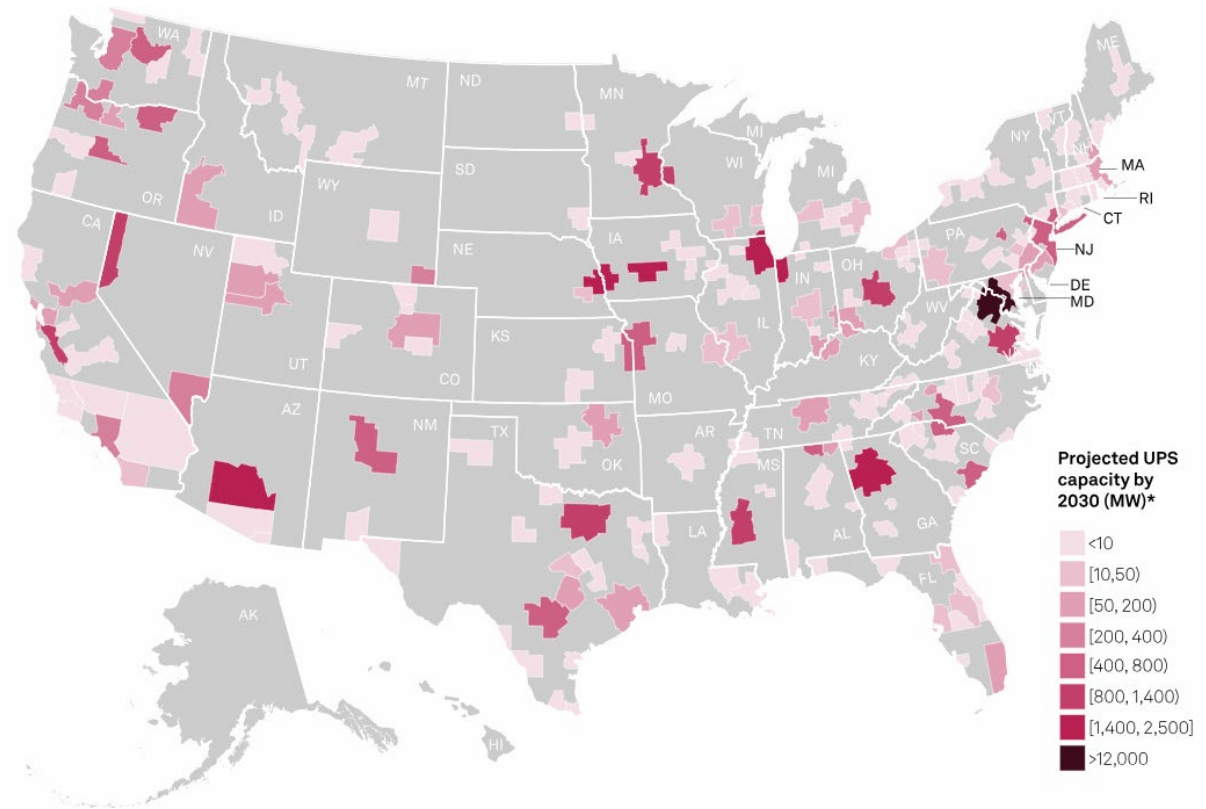 WA
MT
ND
MN
ME
VT
NH
NY
MI
WI
MI
MA
RI
CT
OR
ID
WY
SD
CA
NV
NE
IA
PA
NJ
OH
IN
IL
DE
MD
WV
UT
CO
KS
MO
KY
AZ
NM
TX
OK
AR
TN
MS
AL
GA
SC
LA
FL
AK
HI
Projected UPS
capacity by
2030 (MW)*
<10
[10,50)
[50, 200)
[200, 400)
[400, 800)
[800, 1,400)
[1,400, 2,500]
>12,000